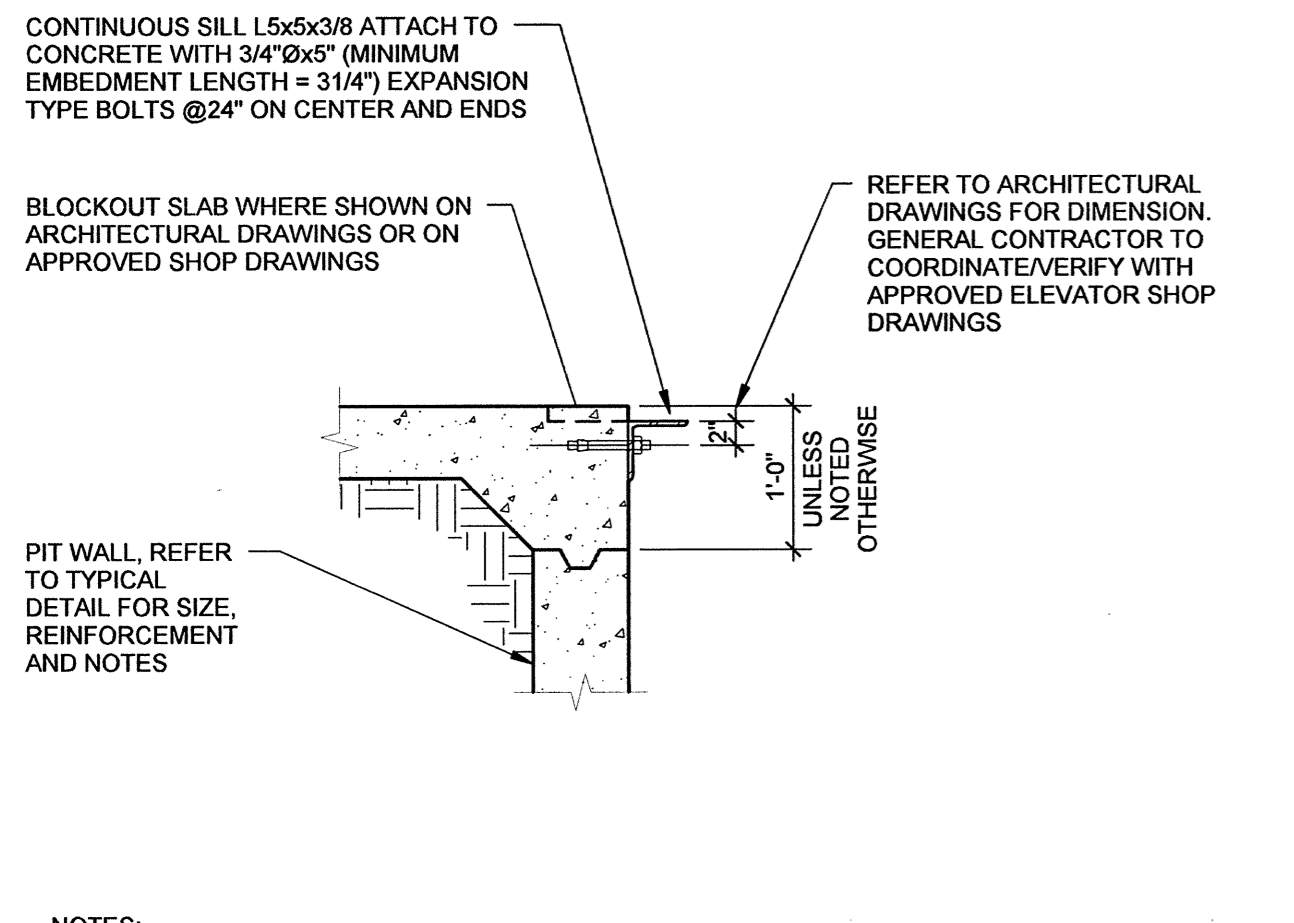 CONTINUOUS SILL L5x5x3/8 ATTACH TO
CONCRETE WITH 3/4"Øx5" (MINIMUM
EMBEDMENT LENGTH = 31/4") EXPANSION
TYPE BOLTS @24" ON CENTER AND ENDS
BLOCKOUT SLAB WHERE SHOWN ON
ARCHITECTURAL DRAWINGS OR ON
APPROVED SHOP DRAWINGS
REFER TO ARCHITECTURAL
DRAWINGS FOR DIMENSION.
GENERAL CONTRACTOR TO
COORDINATE/VERIFY WITH
APPROVED ELEVATOR SHOP
DRAWINGS
2"
1'-0"
UNLESS
NOTED
OTHERWISE
PIT WALL, REFER
TO TYPICAL
DETAIL FOR SIZE,
REINFORCEMENT
AND NOTES
NOTES: